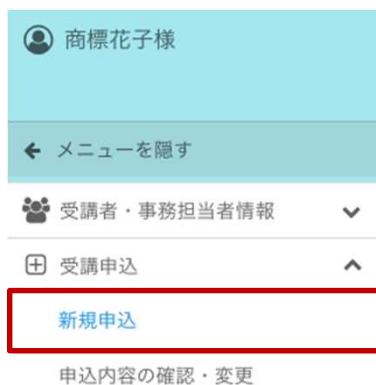 商標花子様
メニューを隠す
受講者・事務担当者情報
受講申込
新規申込
申込内容の確認・変更